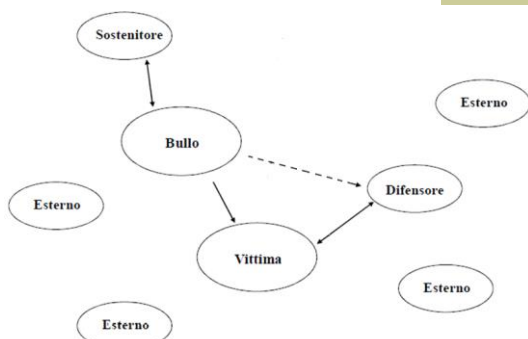 Sostenitore
Esterno
Bullo
Difensore
Esterno
Vittima
Esterno
Esterno